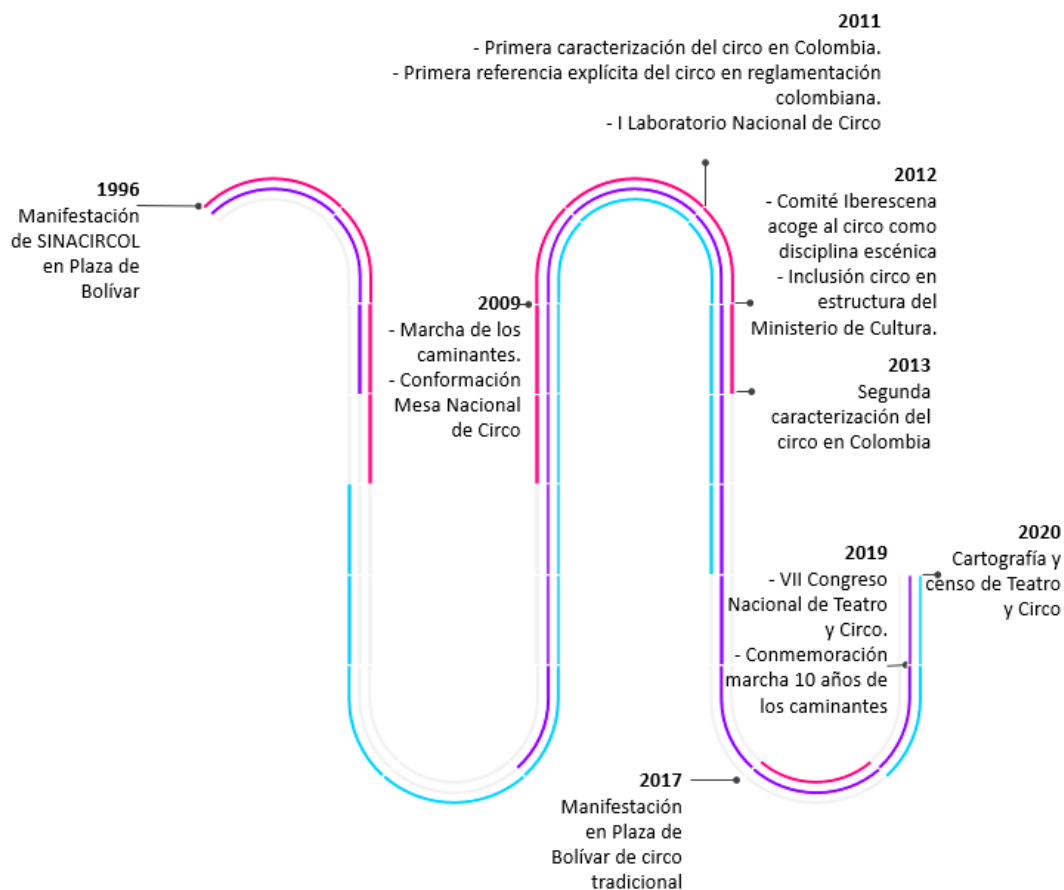 1996
Manifestación
de SINACIRCOL
en Plaza de
Bolívar
2009
- Marcha de los
caminantes.
- Conformación
Mesa Nacional
de Circo
2011
- Primera caracterización del circo en Colombia.
- Primera referencia explícita del circo en reglamentación
colombiana.
- I Laboratorio Nacional de Circo
2012
- Comité Iberescena
acoge al circo como
disciplina escénica
- Inclusión circo en
estructura del
Ministerio de Cultura.
2013
Segunda
caracterización del
circo en Colombia
2017
Manifestación
en Plaza de
Bolívar de circo
tradicional
2019
- VII Congreso
Nacional de Teatro
y Circo.
- Conmemoración
marcha 10 años de
los caminantes
2020
Cartografía y
censo de Teatro
y Circo